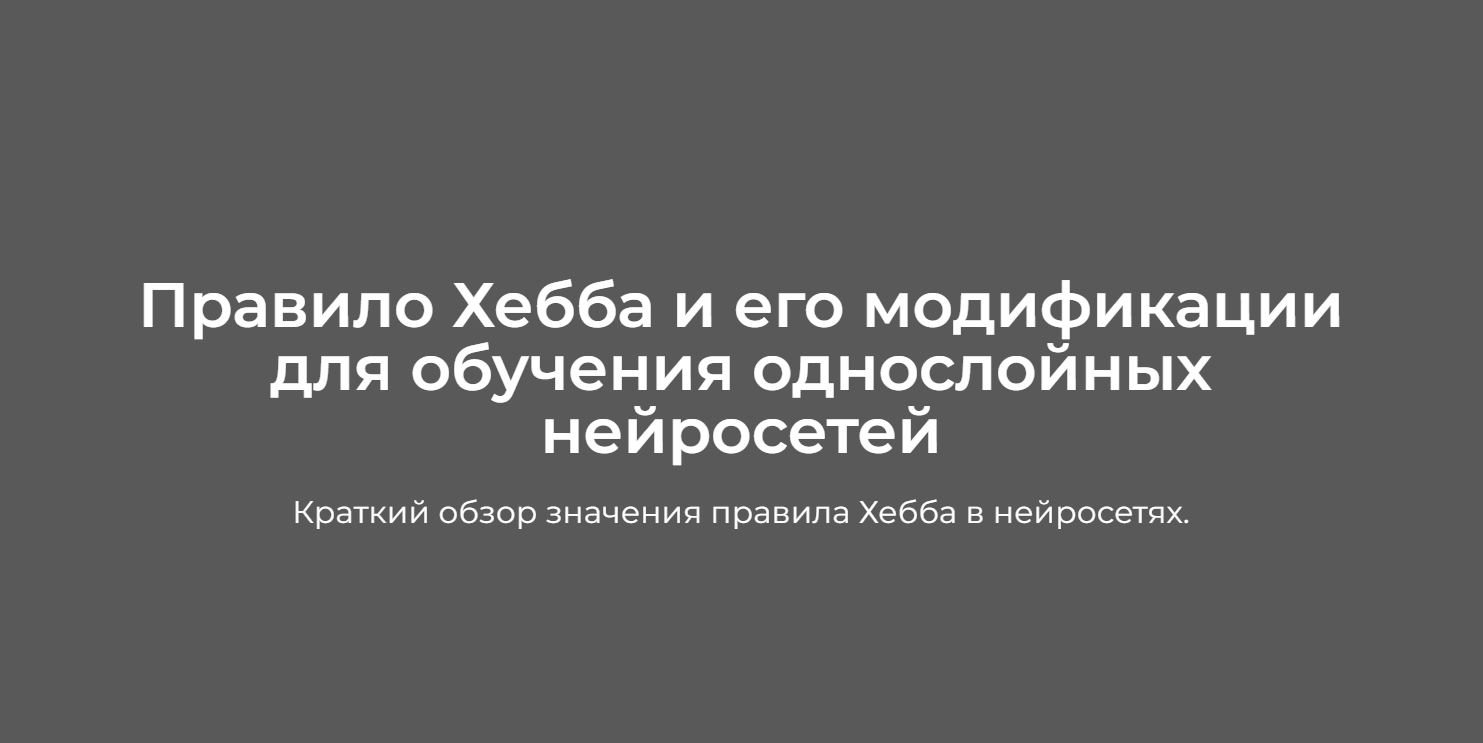 Правило Хебба и его модификации
для обучения однослойных
нейросетей
Краткий обзор значения правила Хебба в нейросетях.